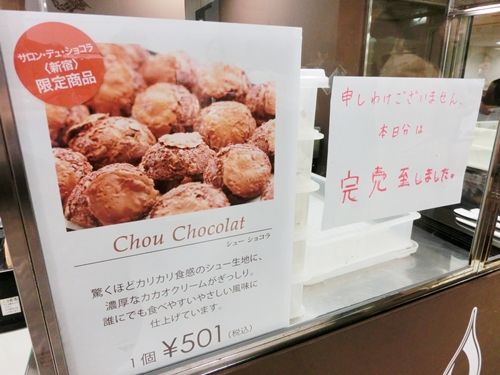 サロン・デュ・ショコラ
〈新宿〉
限定商品
Chou Chocolat
シュー ショコラ
驚くほどカリカリ食感のシュー生地に、
濃厚なカカオクリームがぎっしり。
誰にでも食べやすいやさしい風味に
仕上げています。
1個 ¥501(税込)
申しわけございません。
本日分は
完売致しました。